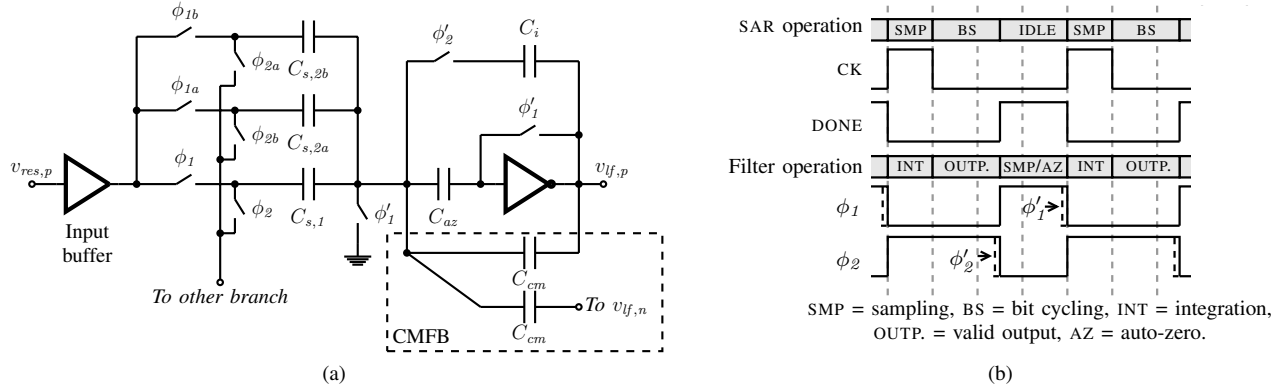 ϕ1b
ϕ2a
Cs,2b
ϕ1a
ϕ2b
Cs,2a
ϕ1
ϕ2
Cs,1
vres,p
Input
buffer
To other branch
ϕ′1
ϕ′2
Ci
ϕ′1
Caz
vlf,p
Ccm
To vlf,n
Ccm
CMFB
(a)
SAR operation
SMP BS IDLE SMP BS
CK
DONE
Filter operation
INT OUTP. SMP/AZ INT OUTP.
ϕ1
ϕ′1
ϕ2
ϕ′2
SMP = sampling, BS = bit cycling, INT = integration,
OUTP. = valid output, AZ = auto-zero.
(b)